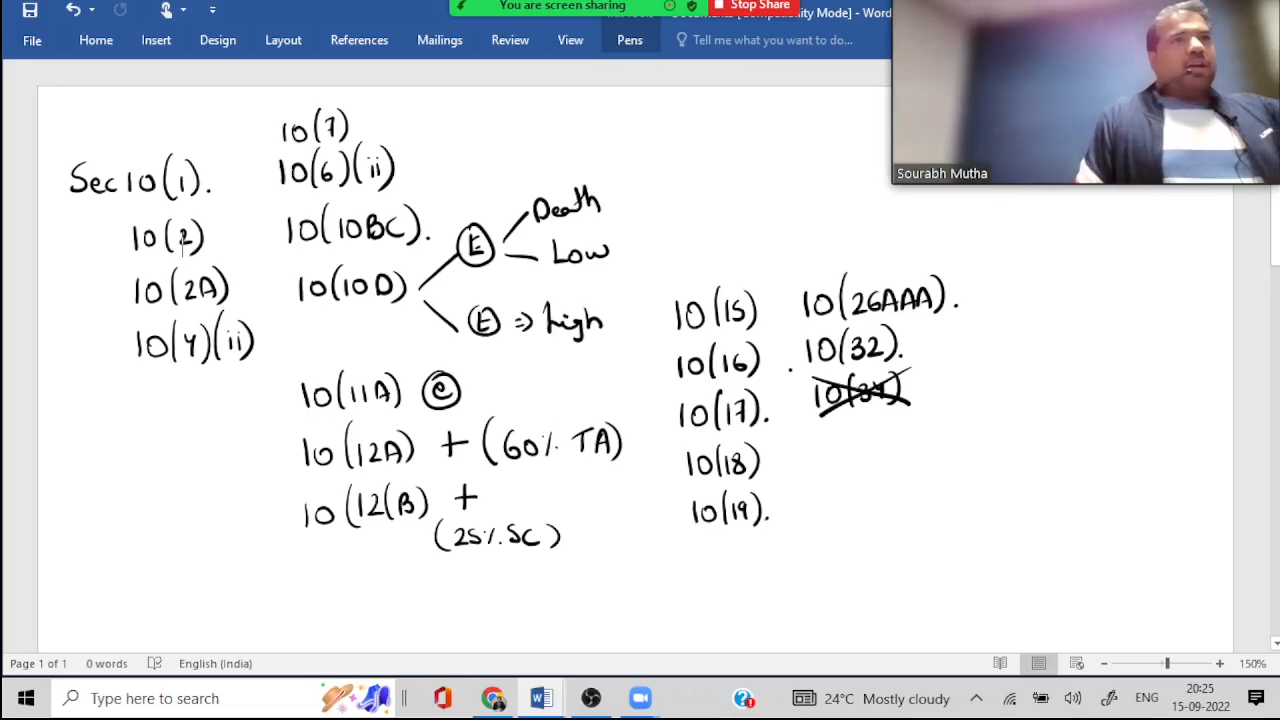 You are screen sharing
Stop Share
File Home Insert Design Layout References Mailings Review View Pens Tell me what you want to do...
Sourabh Mutha
Sec 10(1).
10(2)
10(2A)
10(4)(ii)
10(7)
10(6)(ii)
10(10BC).
10(10D)
E
Death
Low
E ⇒ high
10(11A) e
10(12A) + (60% TA)
10(12(B) +
(25% SC)
10(15)
10(16)
10(17).
10(18)
10(19).
10(26AAA).
10(32).
10(34)
Page 1 of 1 0 words English (India) 150%
Type here to search
24°C Mostly cloudy
ENG
20:25
15-09-2022